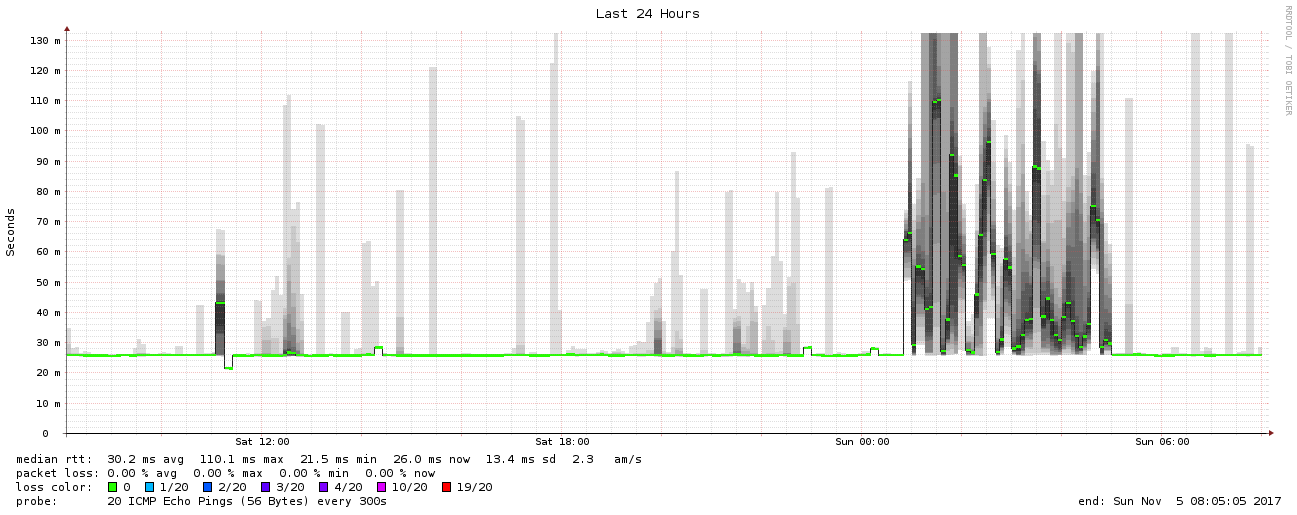 Last 24 Hours
RRDTOOL / TOBI OETIKER
Seconds
130 m
120 m
110 m
100 m
90 m
80 m
70 m
60 m
50 m
40 m
30 m
20 m
10 m
0
Sat 12:00 Sat 18:00 Sun 00:00 Sun 06:00
median rtt: 30.2 ms avg 110.1 ms max 21.5 ms min 26.0 ms now 13.4 ms sd 2.3 am/s
packet loss: 0.00 % avg 0.00 % max 0.00 % min 0.00 % now
loss color: 0 1/20 2/20 3/20 4/20 10/20 19/20
probe: 20 ICMP Echo Pings (56 Bytes) every 300s end: Sun Nov 5 08:05:05 2017